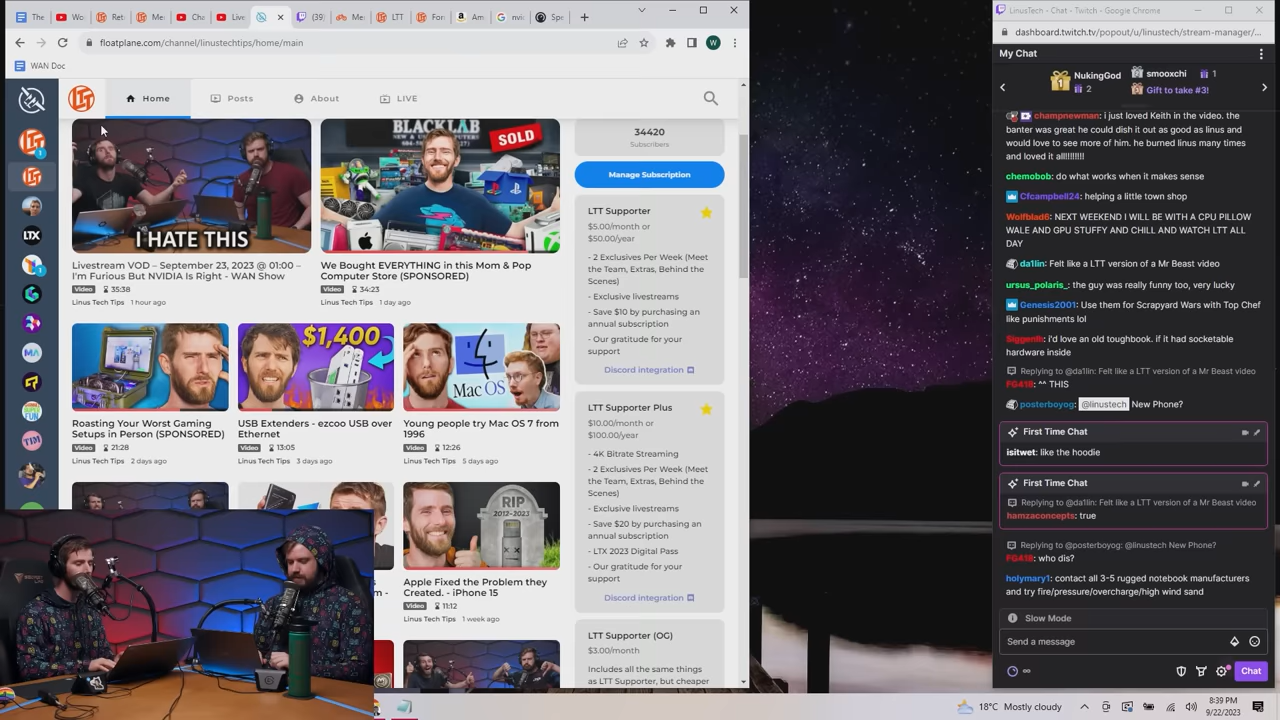 The
Wo
Me
Cha
Live
(39)
Me
LTT
For
Am
nvi
Spe
floatplane.com/channel/linustechtips/home/main
W
WAN Doc
Home
Posts
About
LIVE
BLACKLAB
SOLD
I HATE THIS
Livestream VOD – September 23, 2023 @ 01:00 –
I'm Furious But NVIDIA Is Right - WAN Show
Video 35:38
Linus Tech Tips 1 hour ago
We Bought EVERYTHING in this Mom & Pop
Computer Store (SPONSORED)
Video 34:23
Linus Tech Tips 1 day ago
$1,400
Mac OS
Roasting Your Worst Gaming
Setups in Person (SPONSORED)
Video 21:28
Linus Tech Tips 2 days ago
USB Extenders - ezcoo USB over
Ethernet
Video 13:05
Linus Tech Tips 3 days ago
Young people try Mac OS 7 from
1996
Video 12:26
Linus Tech Tips 5 days ago
RIP
2012-2023
Apple Fixed the Problem they
Created. - iPhone 15
Video 11:12
Linus Tech Tips 1 week ago
LTX
MA
TIM
34420
Subscribers
Manage Subscription
LTT Supporter
$5.00/month or
$50.00/year
- 2 Exclusives Per Week (Meet
the Team, Extras, Behind the
Scenes)
- Exclusive livestreams
- Save $10 by purchasing an
annual subscription
- Our gratitude for your
support
Discord integration
LTT Supporter Plus
$10.00/month or
$100.00/year
- 4K Bitrate Streaming
- 2 Exclusives Per Week (Meet
the Team, Extras, Behind the
Scenes)
- Exclusive livestreams
- Save $20 by purchasing an
annual subscription
- LTX 2023 Digital Pass
- Our gratitude for your
support
Discord integration
LTT Supporter (OG)
$3.00/month
Includes all the same things
as LTT Supporter, but cheaper
LinusTech - Chat - Twitch - Google Chrome
dashboard.twitch.tv/popout/u/linustech/stream-manager/...
My Chat
1 NukingGod
2
smooxchi 1
Gift to take #3!
champnewman: i just loved Keith in the video. the
banter was great he could dish it out as good as linus and
would love to see more of him. he burned linus many times
and loved it all!!!!!!!!
chemobob: do what works when it makes sense
Cfcampbell24: helping a little town shop
Wolfblad6: NEXT WEEKEND I WILL BE WITH A CPU PILLOW
WALE AND GPU STUFFY AND CHILL AND WATCH LTT ALL
DAY
da1lin: Felt like a LTT version of a Mr Beast video
ursus_polaris_: the guy was really funny too, very lucky
Genesis2001: Use them for Scrapyard Wars with Top Chef
like punishments lol
Siggenfb: i'd love an old toughbook. if it had socketable
hardware inside
Replying to @da1lin: Felt like a LTT version of a Mr Beast video
FG418: ^^ THIS
posterboyog: @linustech New Phone?
First Time Chat
isitwet: like the hoodie
First Time Chat
Replying to @da1lin: Felt like a LTT version of a Mr Beast video
hamzaconcepts: true
Replying to @posterboyog: @linustech New Phone?
FG418: who dis?
holymary1: contact all 3-5 rugged notebook manufacturers
and try fire/pressure/overcharge/high wind sand
Slow Mode
Send a message
Chat
18°C Mostly cloudy
8:39 PM
9/22/2023